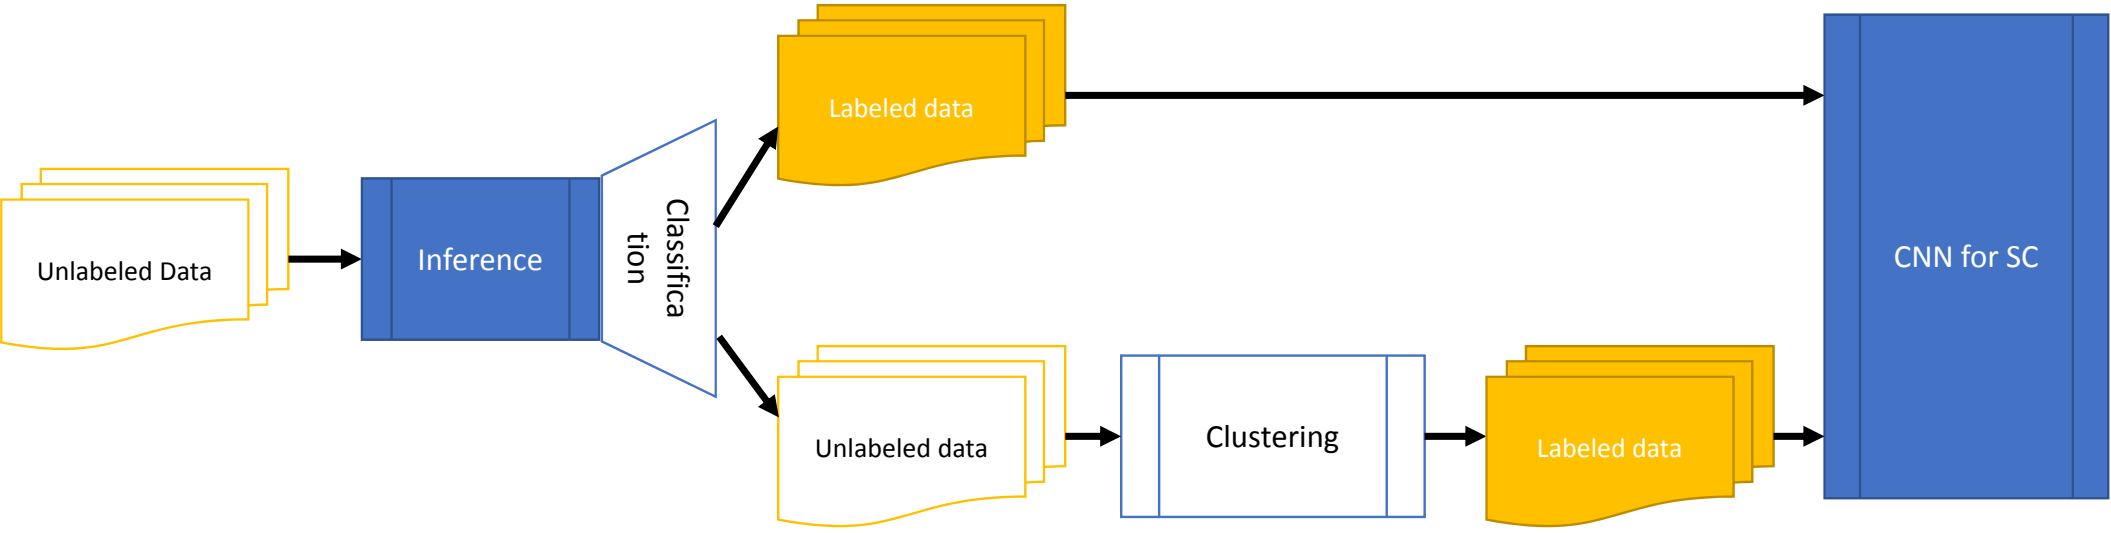 Unlabeled Data
Inference
Classifica
tion
Labeled data
Unlabeled data
Clustering
Labeled data
CNN for SC